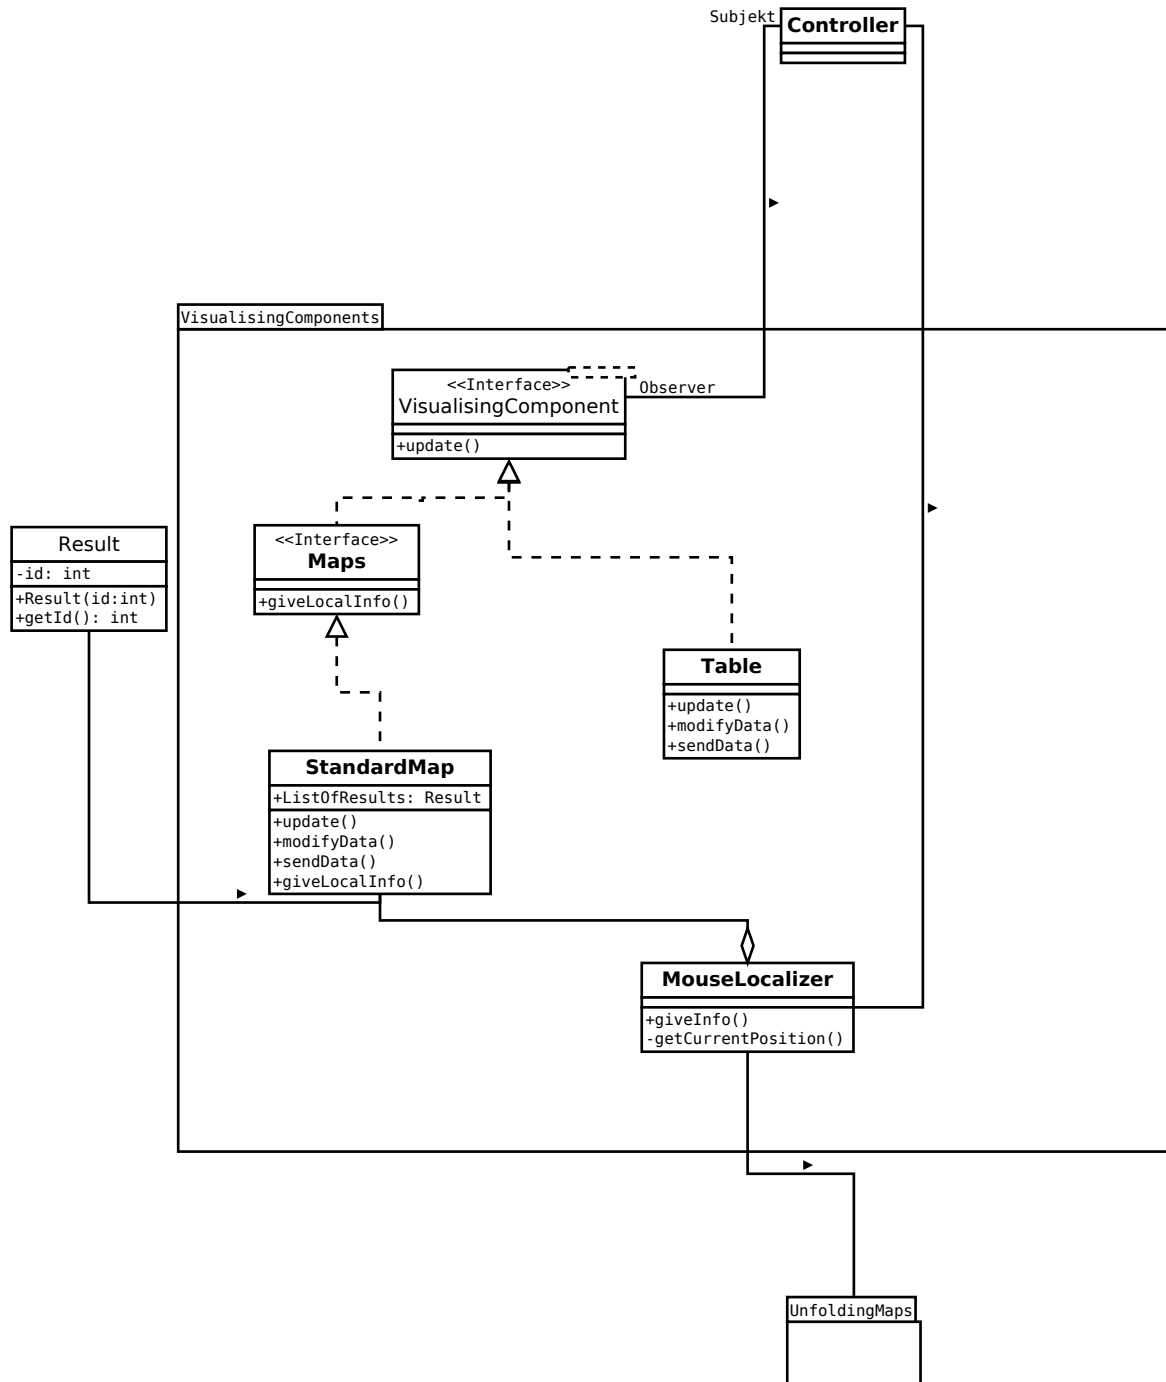 Subjekt
Controller
VisualisingComponents
<<Interface>>
VisualisingComponent
+update()
Observer
<<Interface>>
Maps
+giveLocalInfo()
Result
-id: int
+Result(id:int)
+getId(): int
Table
+update()
+modifyData()
+sendData()
StandardMap
+ListOfResults: Result
+update()
+modifyData()
+sendData()
+giveLocalInfo()
MouseLocalizer
+giveInfo()
-getCurrentPosition()
UnfoldingMaps